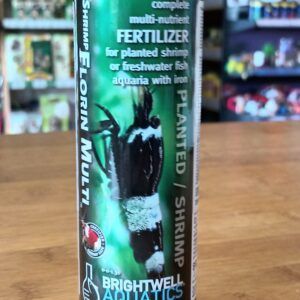 complete
multi-nutrient
FERTILIZER
for planted shrimp
or freshwater fish
aquaria with iron
SHRIMP FLORIN MULTI
PLANTED / SHRIMP
BRIGHTWELL
AQUATICS